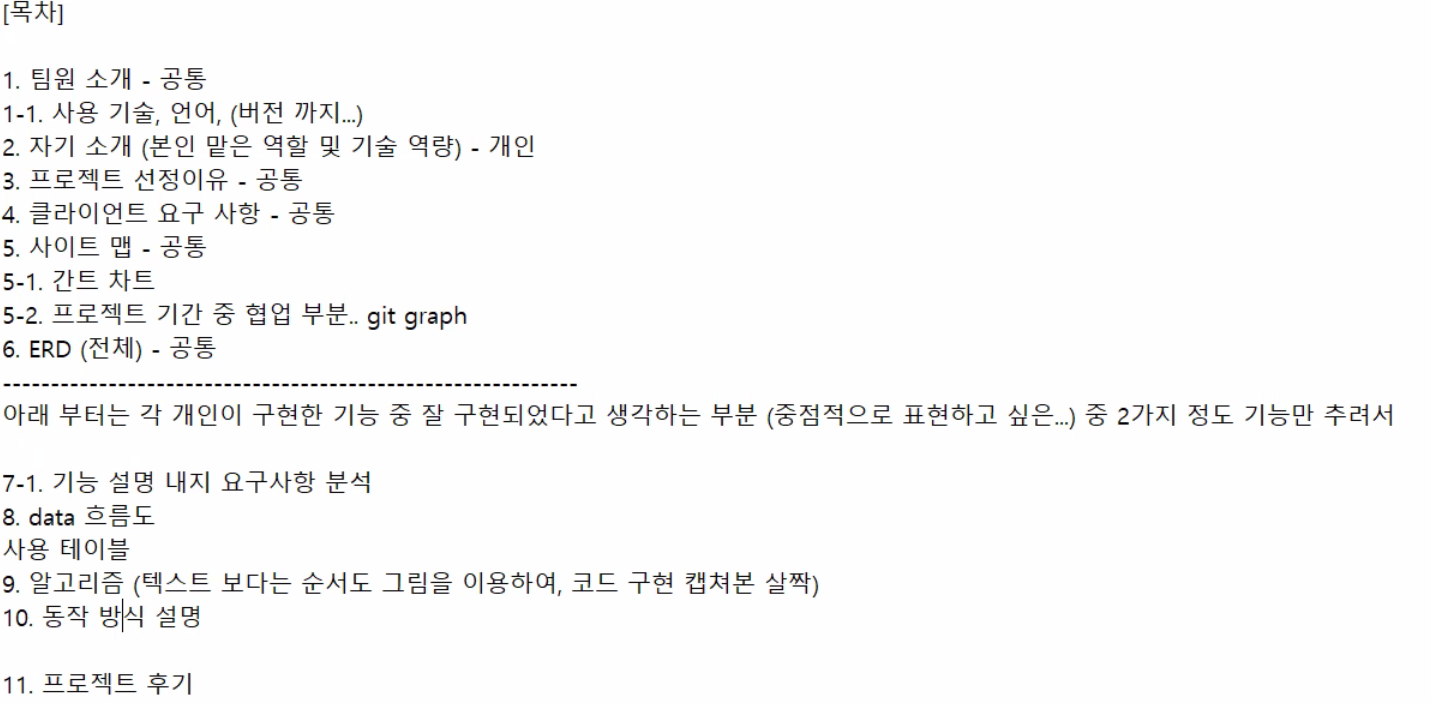 [목차]
1. 팀원 소개 - 공통
1-1. 사용 기술, 언어, (버전 까지...)
2. 자기 소개 (본인 맡은 역할 및 기술 역량) - 개인
3. 프로젝트 선정이유 - 공통
4. 클라이언트 요구 사항 - 공통
5. 사이트 맵 - 공통
5-1. 간트 차트
5-2. 프로젝트 기간 중 협업 부분.. git graph
6. ERD (전체) - 공통
------------------------------------------------------------
아래 부터는 각 개인이 구현한 기능 중 잘 구현되었다고 생각하는 부분 (중점적으로 표현하고 싶은...) 중 2가지 정도 기능만 추려서
7-1. 기능 설명 내지 요구사항 분석
8. data 흐름도
사용 테이블
9. 알고리즘 (텍스트 보다는 순서도 그림을 이용하여, 코드 구현 캡쳐본 살짝)
10. 동작 방식 설명
11. 프로젝트 후기